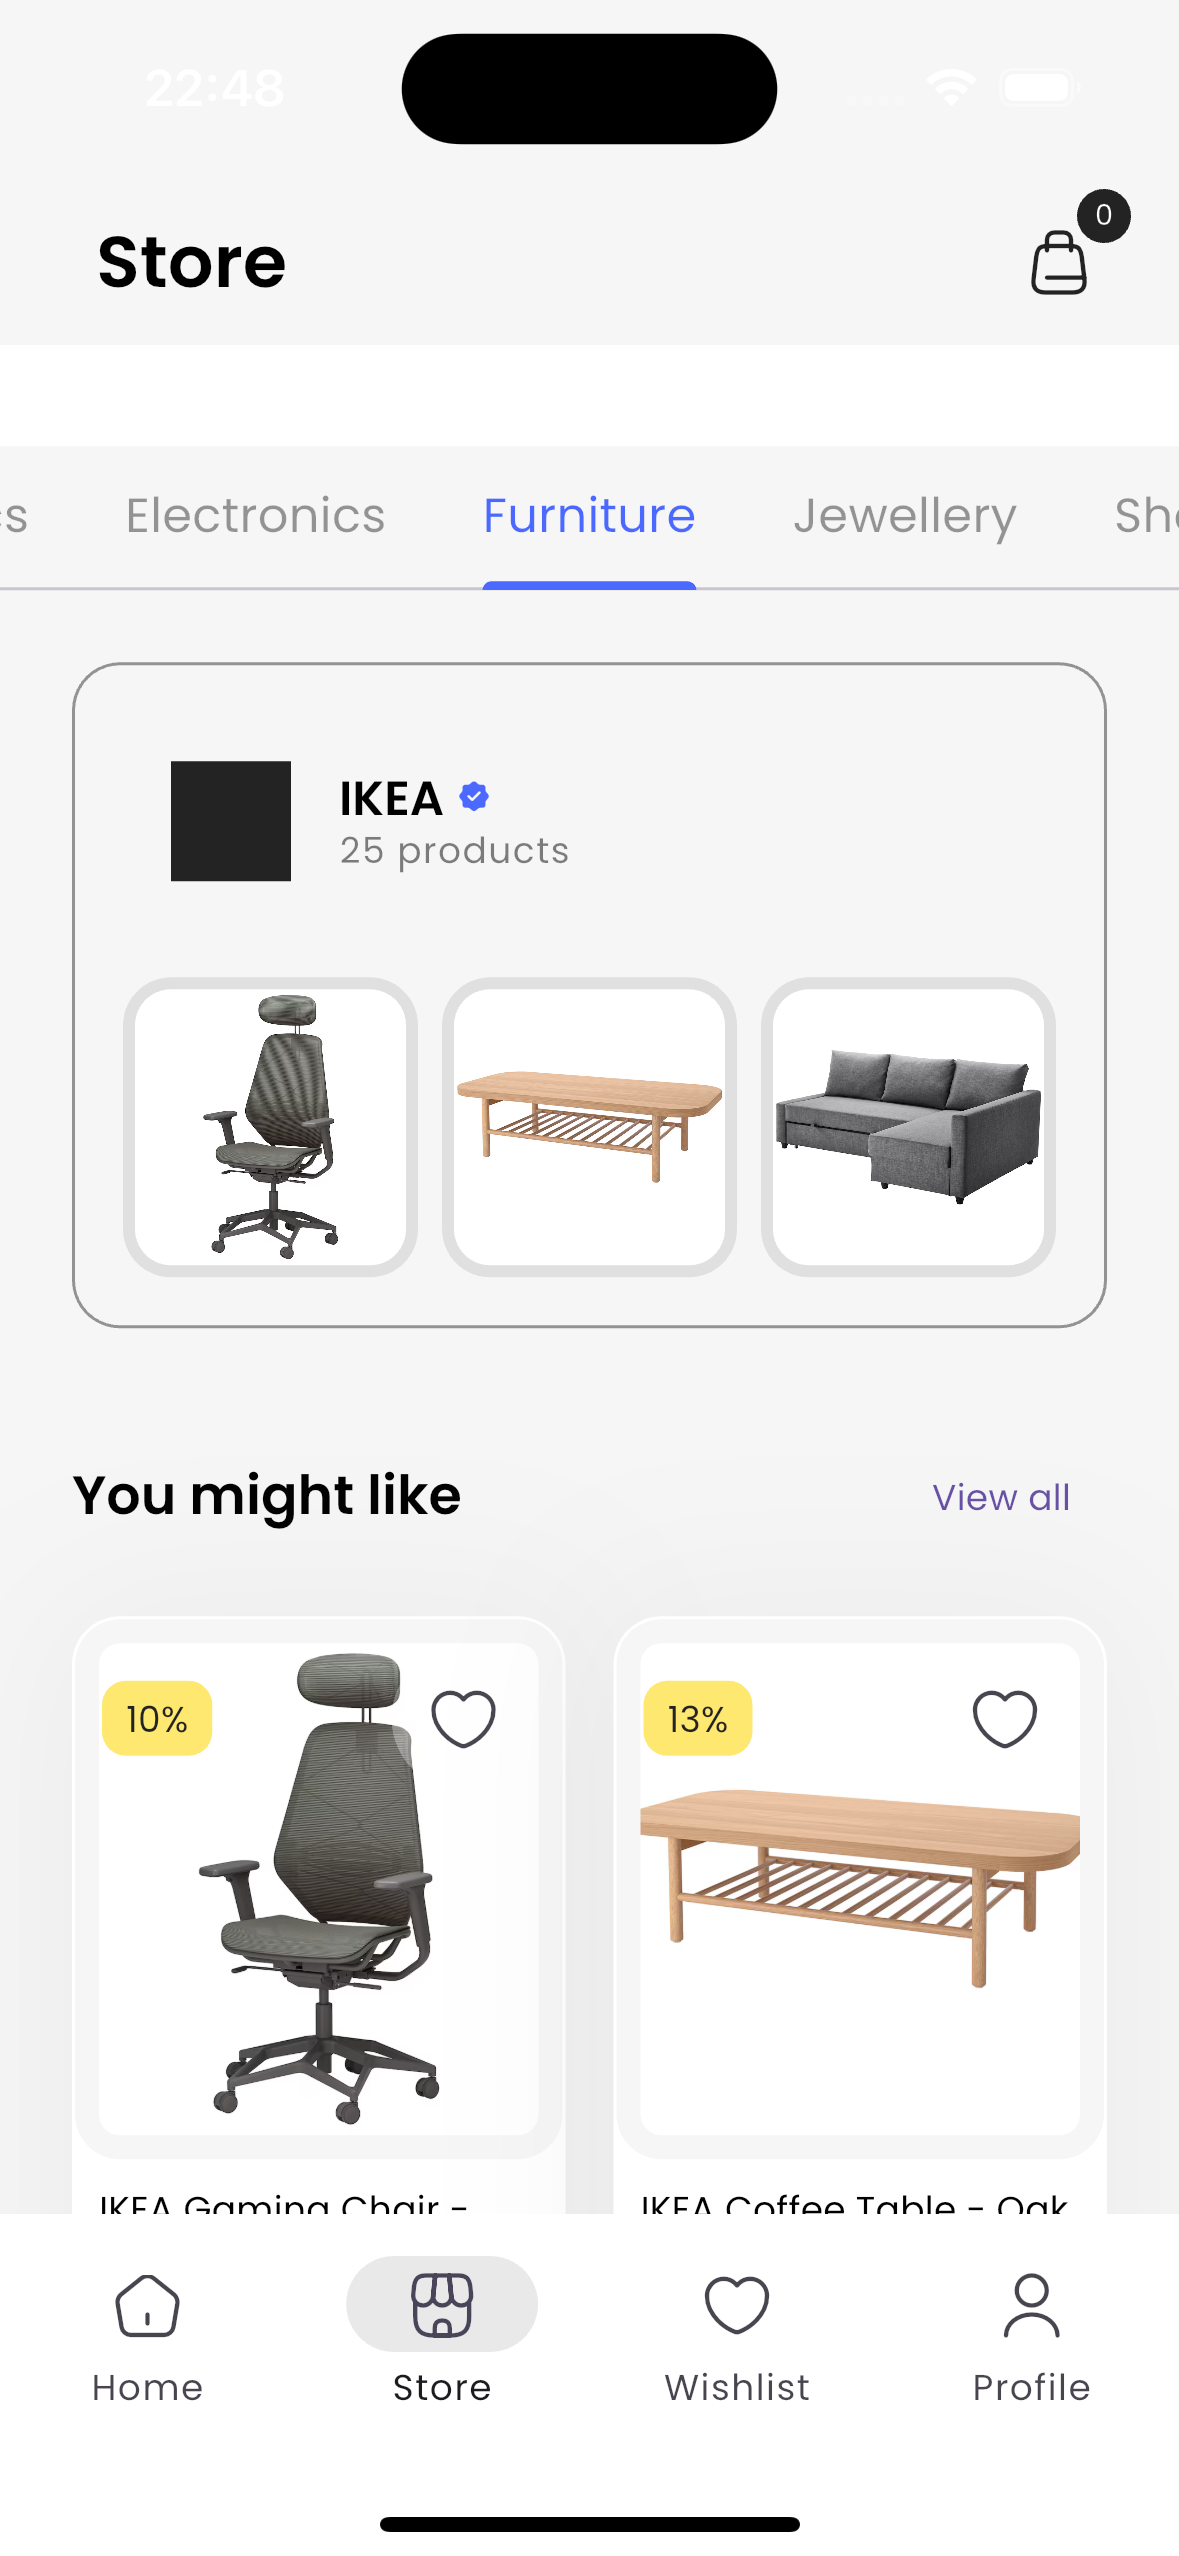 22:48
0
Store
Electronics Furniture Jewellery
IKEA
25 products
You might like View all
10% 13%
IKEA Gaming Chair -
IKEA Coffee Table - Oak
Home Store Wishlist Profile